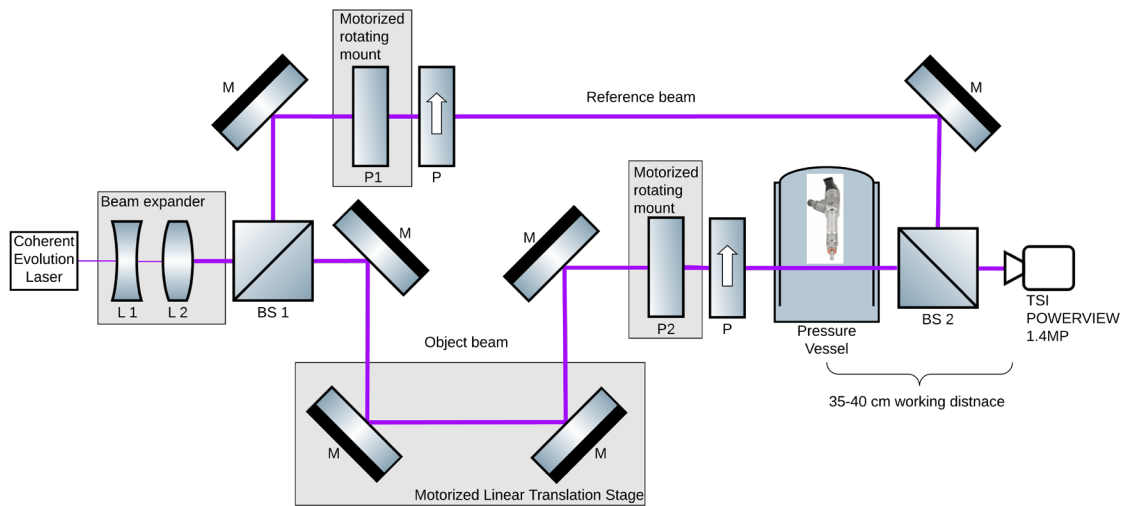 Motorized
rotating
mount
M
M
Reference beam
P1
P
Motorized
rotating
mount
Beam expander
M
M
Coherent
Evolution
Laser
L 1
L 2
BS 1
P2
P
BS 2
TSI
POWERVIEW
1.4MP
Pressure
Vessel
Object beam
35-40 cm working distnace
M
M
Motorized Linear Translation Stage